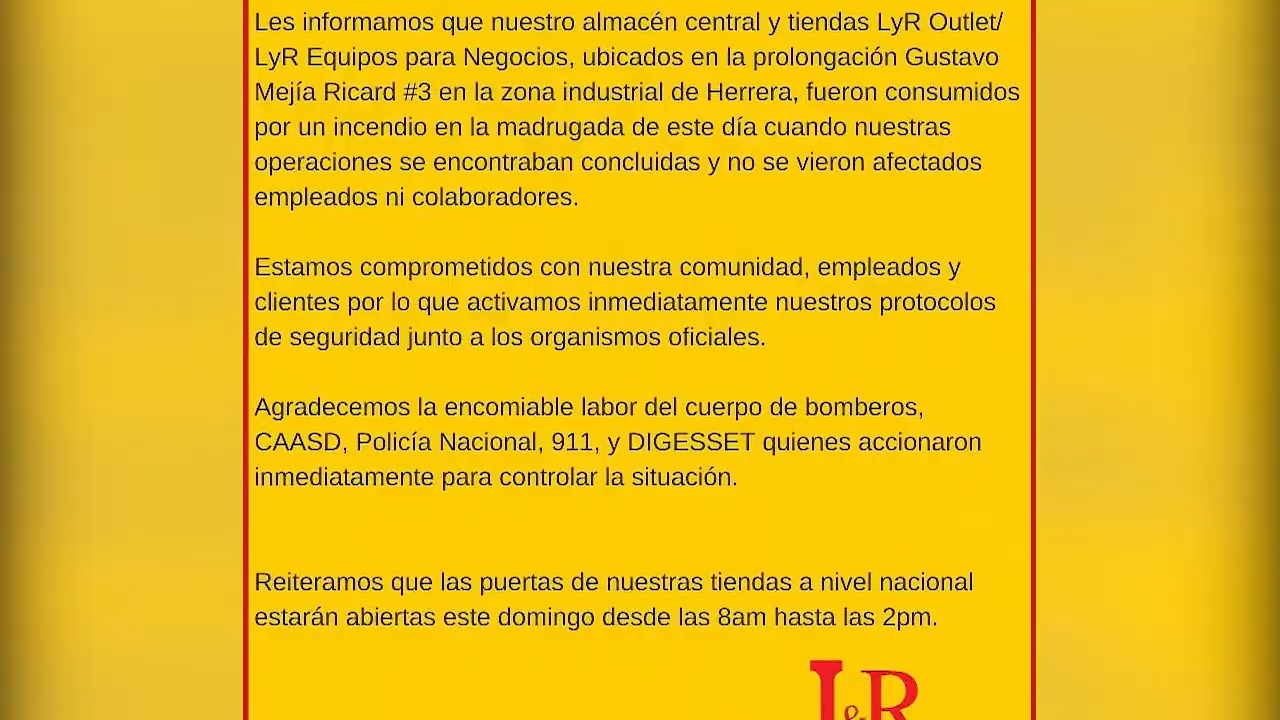 Les informamos que nuestro almacén central y tiendas LyR Outlet/
LyR Equipos para Negocios, ubicados en la prolongación Gustavo
Mejía Ricard #3 en la zona industrial de Herrera, fueron consumidos
por un incendio en la madrugada de este día cuando nuestras
operaciones se encontraban concluidas y no se vieron afectados
empleados ni colaboradores.
Estamos comprometidos con nuestra comunidad, empleados y
clientes por lo que activamos inmediatamente nuestros protocolos
de seguridad junto a los organismos oficiales.
Agradecemos la encomiable labor del cuerpo de bomberos,
CAASD, Policía Nacional, 911, y DIGESSET quienes accionaron
inmediatamente para controlar la situación.
Reiteramos que las puertas de nuestras tiendas a nivel nacional
estarán abiertas este domingo desde las 8am hasta las 2pm.
L&R